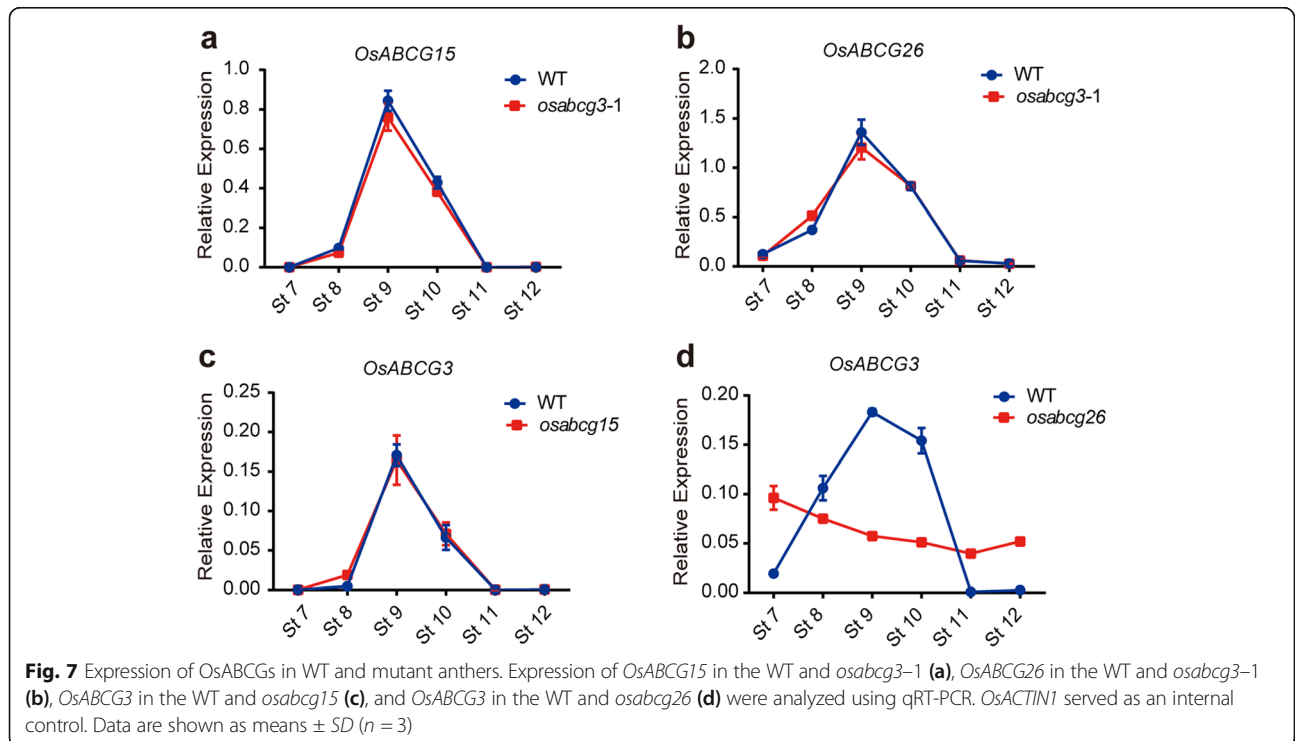 a
OsABCG15
WT
osabcg3-1
Relative Expression
1.0
0.8
0.6
0.4
0.2
0.0
St 7
St 8
St 9
St 10
St 11
St 12
b
OsABCG26
WT
osabcg3-1
Relative Expression
2.0
1.5
1.0
0.5
0.0
St 7
St 8
St 9
St 10
St 11
St 12
c
OsABCG3
WT
osabcg15
Relative Expression
0.25
0.20
0.15
0.10
0.05
0.00
St 7
St 8
St 9
St 10
St 11
St 12
d
OsABCG3
WT
osabcg26
Relative Expression
0.20
0.15
0.10
0.05
0.00
St 7
St 8
St 9
St 10
St 11
St 12
Fig. 7 Expression of OsABCGs in WT and mutant anthers. Expression of OsABCG15 in the WT and osabcg3–1 (a), OsABCG26 in the WT and osabcg3–1
(b), OsABCG3 in the WT and osabcg15 (c), and OsABCG3 in the WT and osabcg26 (d) were analyzed using qRT-PCR. OsACTIN1 served as an internal
control. Data are shown as means ± SD (n = 3)